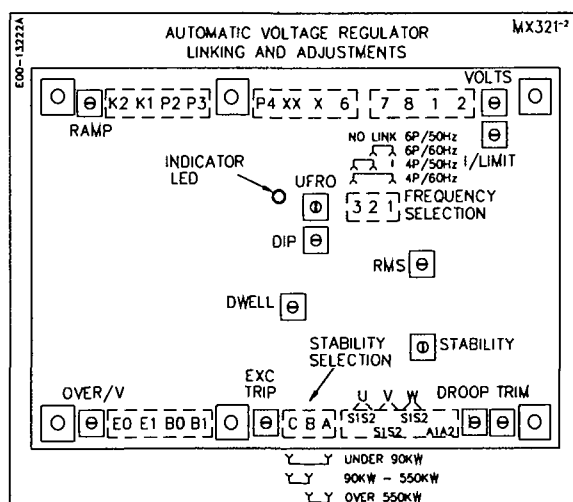 E00-13222A
AUTOMATIC VOLTAGE REGULATOR
LINKING AND ADJUSTMENTS
MX321-2
VOLTS
K2 K1 P2 P3
P4 XX X 6
7 8 1 2
RAMP
NO LINK 6P/50Hz
6P/60Hz
4P/50Hz
4P/60Hz
I/LIMIT
INDICATOR
LED
UFRO
3 2 1
FREQUENCY
SELECTION
DIP
RMS
DWELL
STABILITY
SELECTION
STABILITY
OVER/V
EXC
TRIP
U V W
DROOP TRIM
E0 E1 B0 B1
C B A
S1S2 S1S2
S1S2 A1A2
UNDER 90KW
90KW - 550KW
OVER 550KW